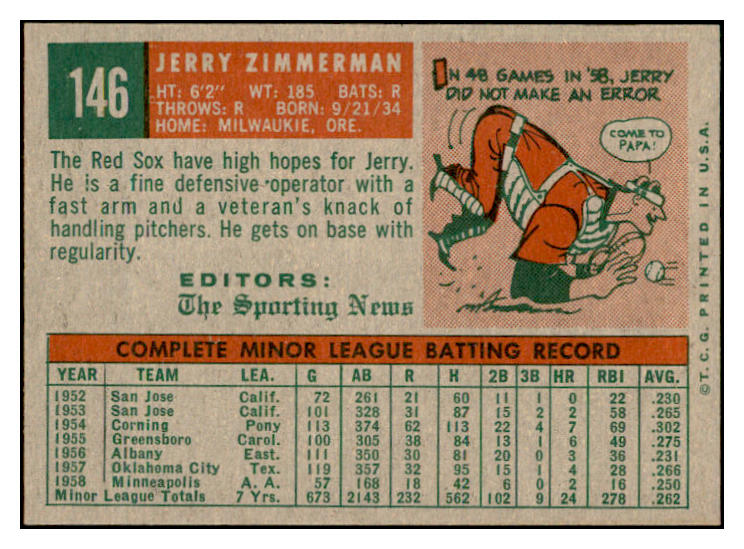 146
JERRY ZIMMERMAN
HT: 6'2" WT: 185 BATS: R
THROWS: R BORN: 9/21/34
HOME: MILWAUKIE, ORE.
The Red Sox have high hopes for Jerry.
He is a fine defensive operator with a
fast arm and a veteran's knack of
handling pitchers. He gets on base with
regularity.
EDITORS:
The Sporting News
IN 48 GAMES IN '58, JERRY
DID NOT MAKE AN ERROR
COME TO
PAPA!
© T. C. G. PRINTED IN U.S.A.
COMPLETE MINOR LEAGUE BATTING RECORD
YEAR TEAM LEA. G AB R H 2B 3B HR RBI AVG.
1952 San Jose Calif. 72 261 21 60 11 1 0 22 .230
1953 San Jose Calif. 101 328 31 87 15 2 2 58 .265
1954 Corning Pony 113 374 62 113 22 4 7 69 .302
1955 Greensboro Carol. 100 305 38 84 13 1 6 49 .275
1956 Albany East. 111 350 30 81 20 0 3 36 .231
1957 Oklahoma City Tex. 119 357 32 95 15 1 4 28 .266
1958 Minneapolis A. A. 57 168 18 42 6 0 2 16 .250
Minor League Totals 7 Yrs. 673 2143 232 562 102 9 24 278 .262